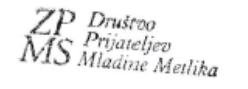 ZP Društvo
MS Prijateljev
Mladine Metlika